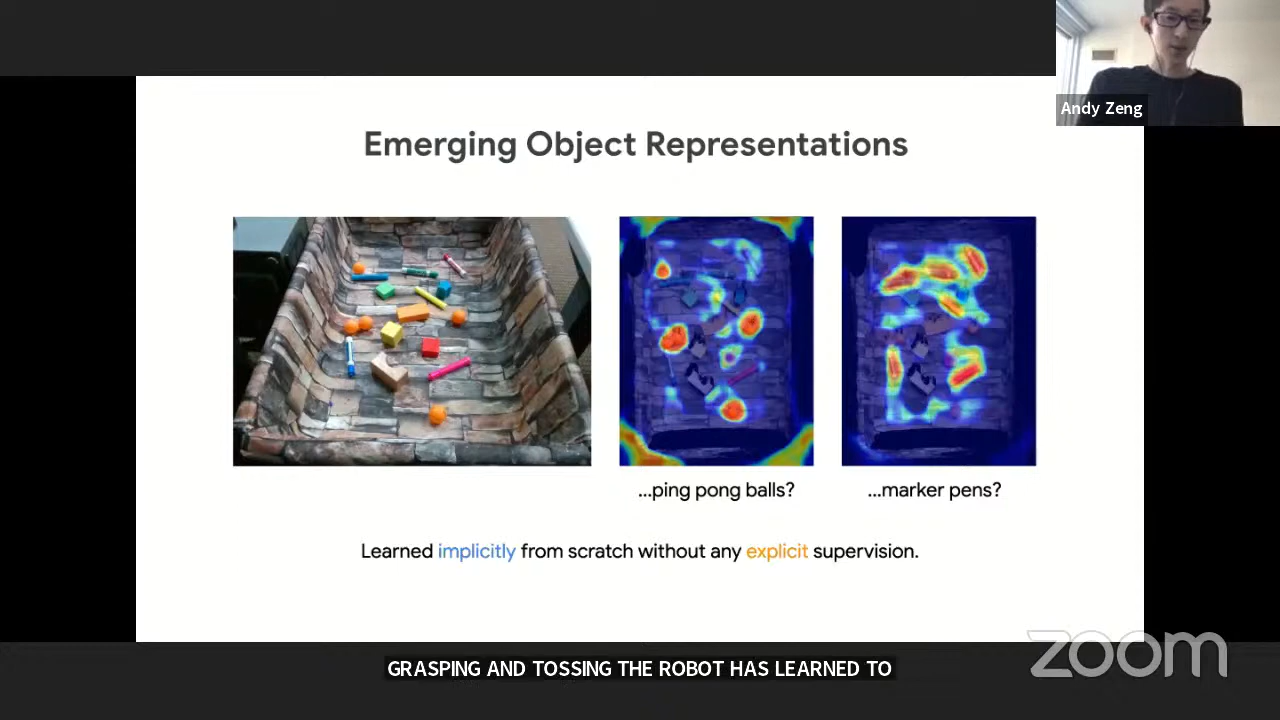 Andy Zeng
Emerging Object Representations
...ping pong balls?
...marker pens?
Learned implicitly from scratch without any explicit supervision.
zoom
GRASPING AND TOSSING THE ROBOT HAS LEARNED TO